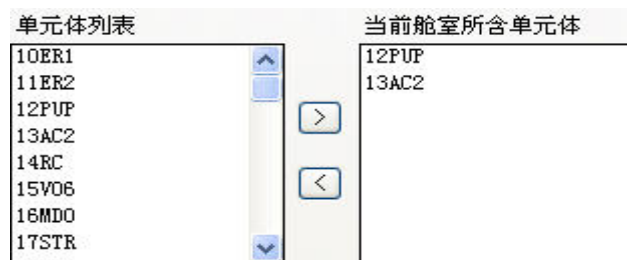 单元体列表
10ER1
11ER2
12PUP
13AC2
14RC
15VO6
16MDO
17STR
>
<
当前舱室所含单元体
12PUP
13AC2